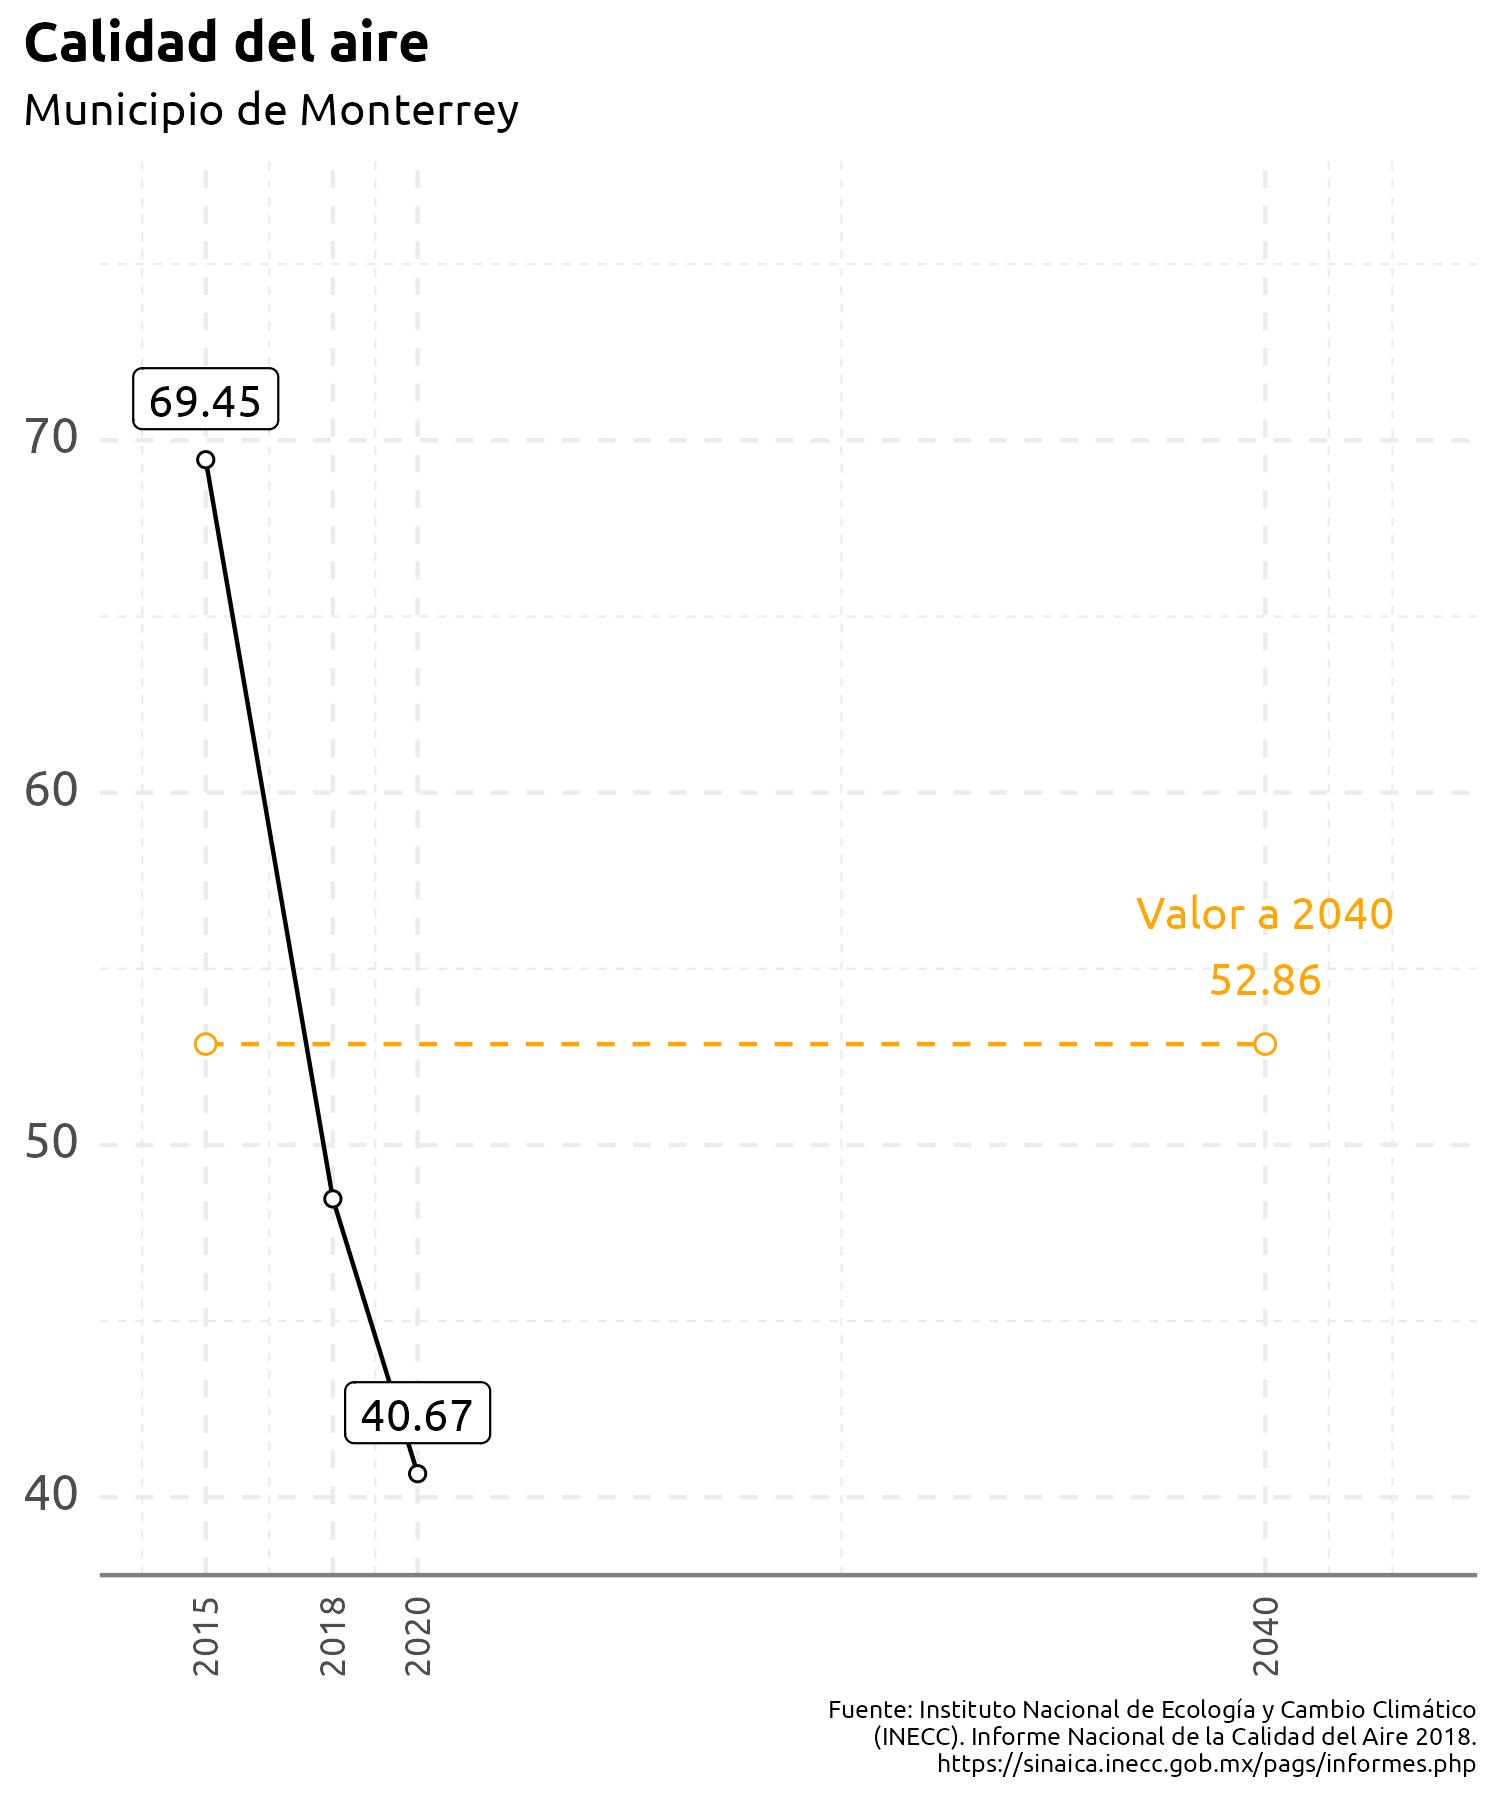 Calidad del aire
Municipio de Monterrey
69.45
70
60
Valor a 2040
52.86
50
40.67
40
2015
2018
2020
2040
Fuente: Instituto Nacional de Ecología y Cambio Climático
(INECC). Informe Nacional de la Calidad del Aire 2018.
https://sinaica.inecc.gob.mx/pags/informes.php